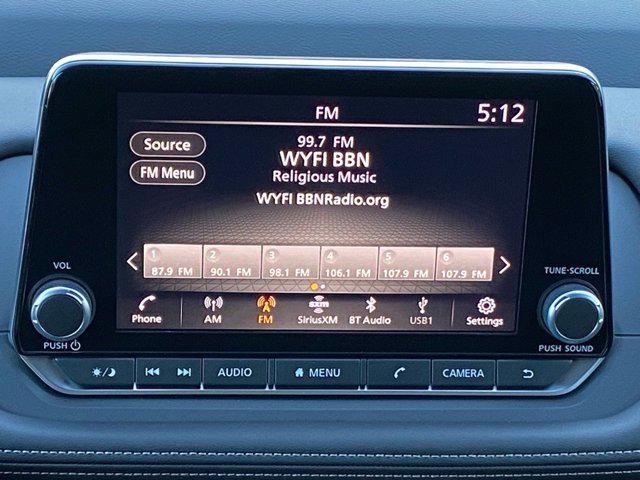 FM
5:12
Source
FM Menu
99.7 FM
WYFI BBN
Religious Music
WYFI BBNRadio.org
1 2 3 4 5 6
87.9 FM 90.1 FM 98.1 FM 106.1 FM 107.9 FM 107.9 FM
Phone AM FM SiriusXM BT Audio USB1 Settings
sxm
VOL
PUSH
TUNE·SCROLL
PUSH SOUND
AUDIO MENU CAMERA